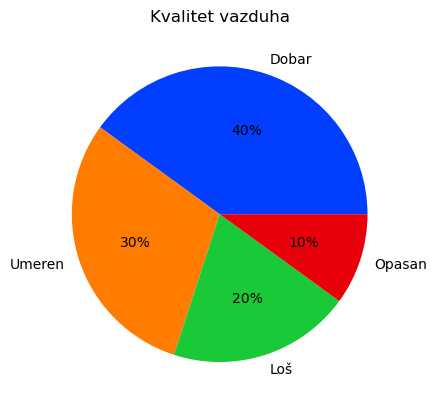 Kvalitet vazduha
Dobar
40%
Umeren
30%
10%
Opasan
20%
Loš